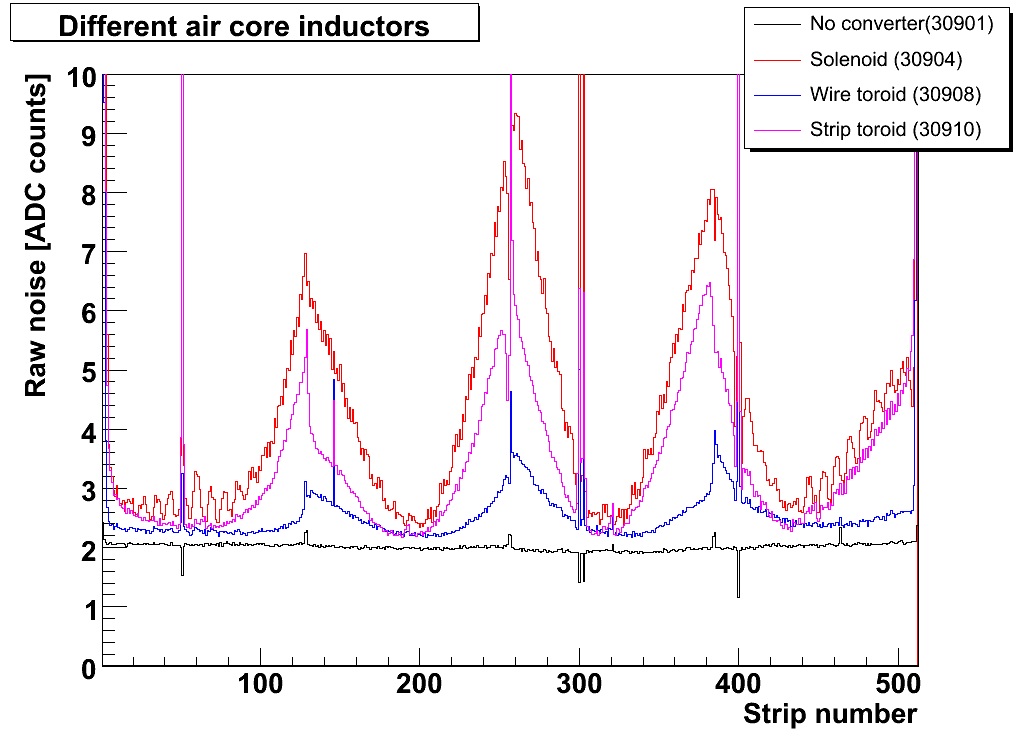 Different air core inductors
No converter(30901)
Solenoid (30904)
Wire toroid (30908)
Strip toroid (30910)
Raw noise [ADC counts]
10
9
8
7
6
5
4
3
2
1
0
100
200
300
400
500
Strip number